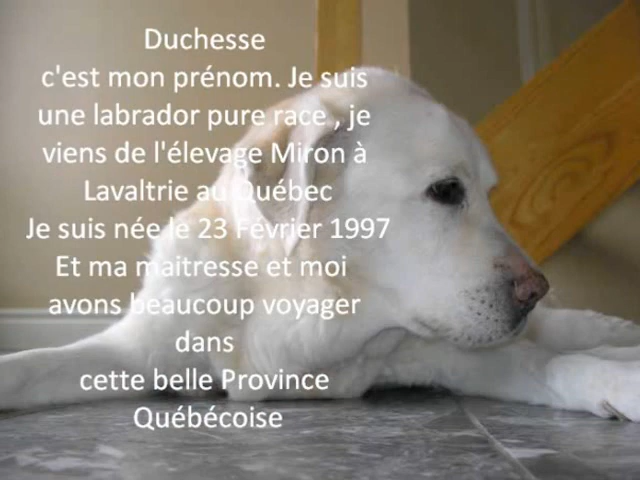 Duchesse
c'est mon prénom. Je suis
une labrador pure race , je
viens de l'élevage Miron à
Lavaltrie au Québec
Je suis née le 23 Février 1997
Et ma maitresse et moi
avons beaucoup voyager
dans
cette belle Province
Québécoise